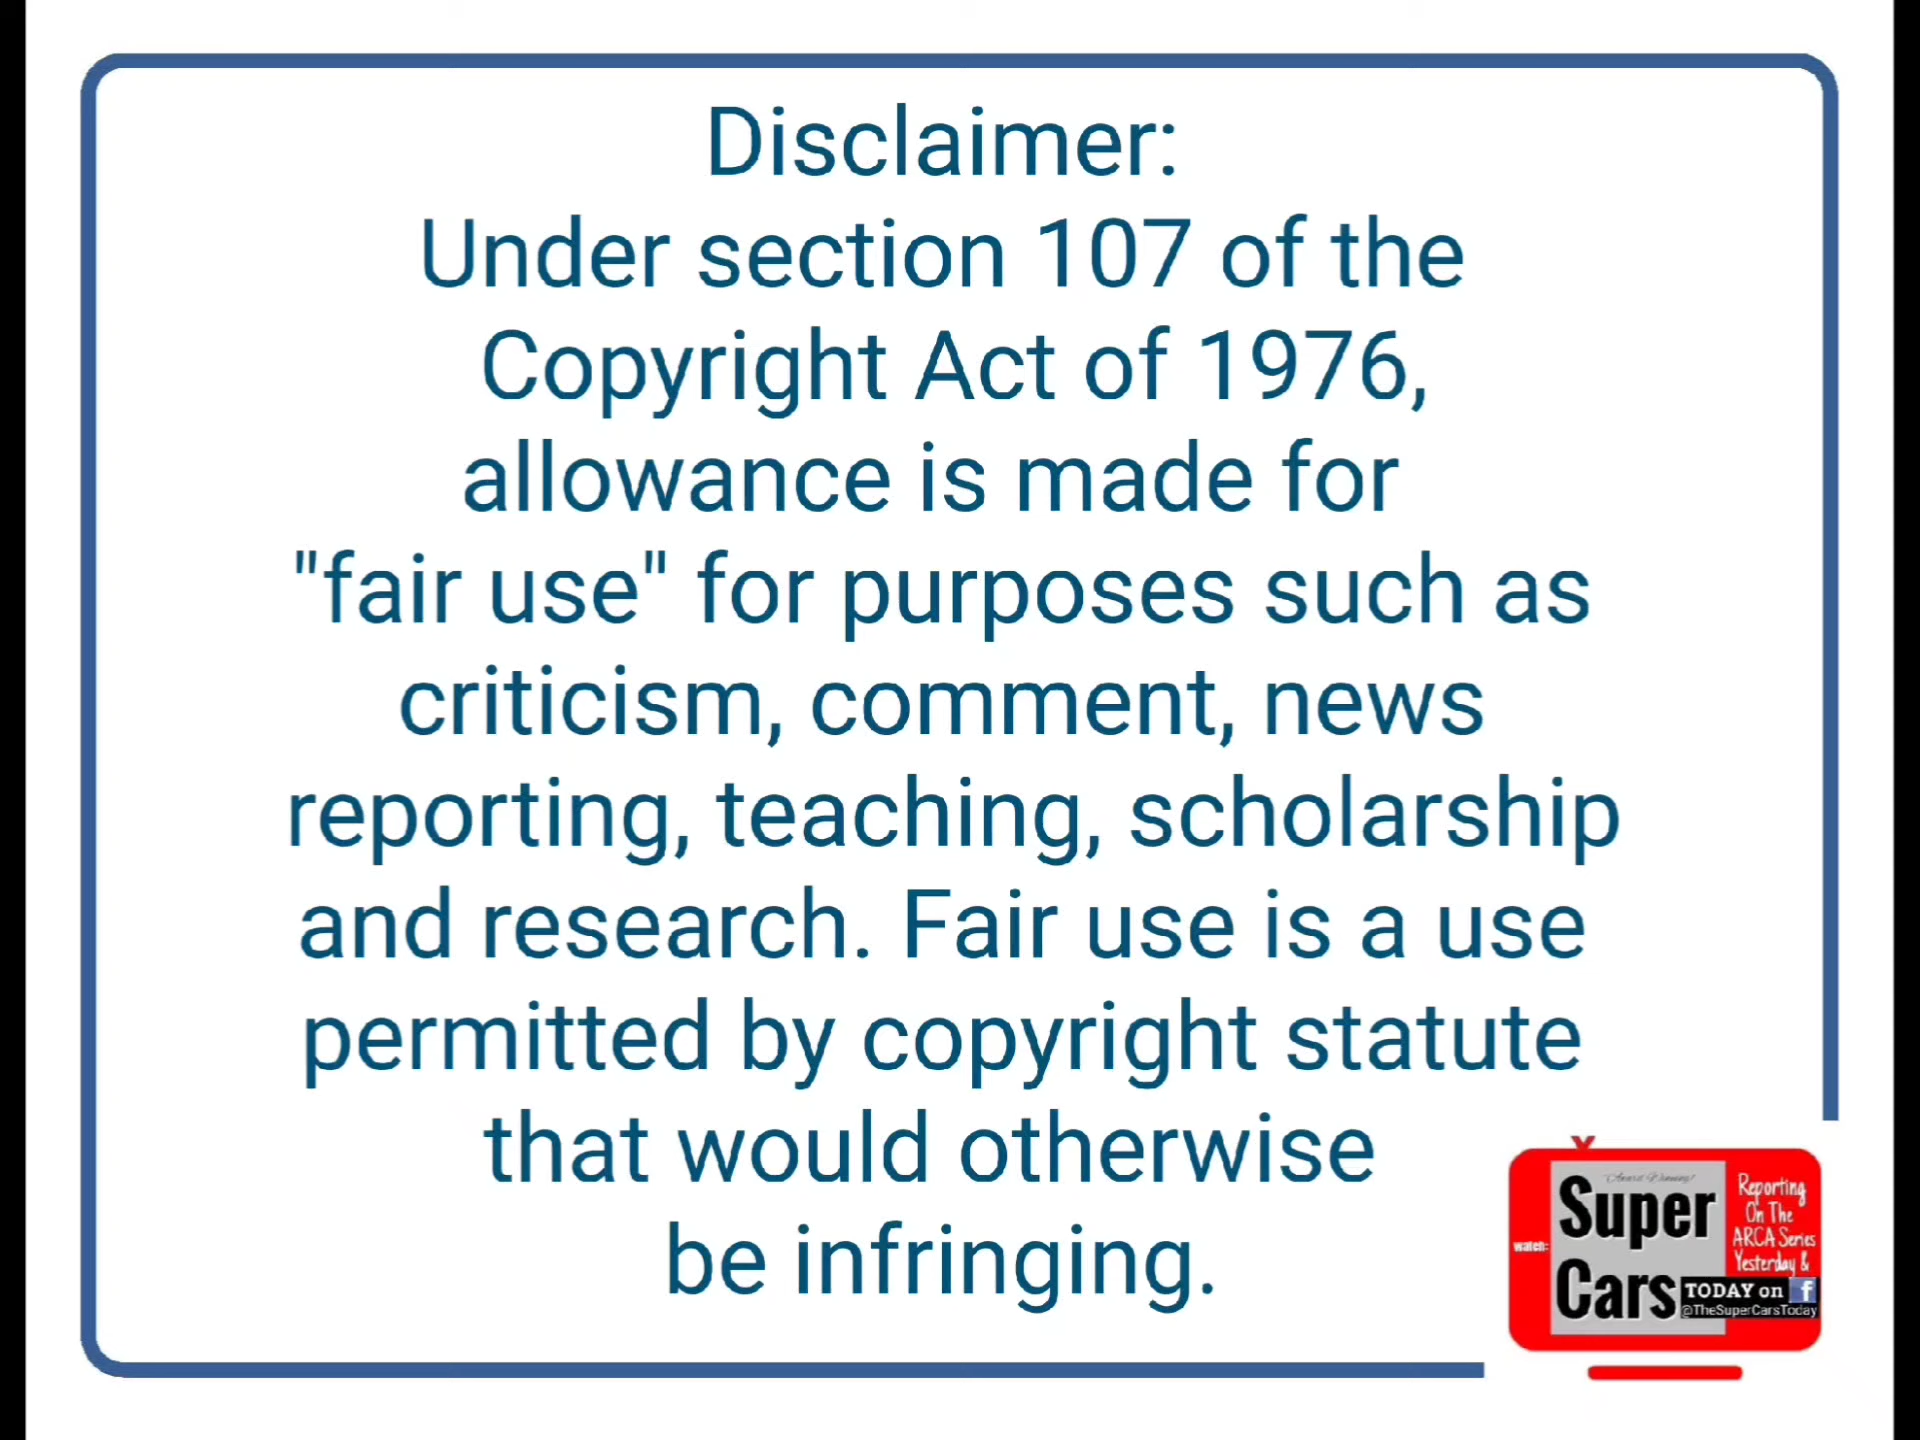 Disclaimer:
Under section 107 of the
Copyright Act of 1976,
allowance is made for
"fair use" for purposes such as
criticism, comment, news
reporting, teaching, scholarship
and research. Fair use is a use
permitted by copyright statute
that would otherwise
be infringing.
Award Winning!
Super
Cars
watch:
Reporting
On The
ARCA Series
Yesterday &
TODAY on f
@TheSuperCarsToday